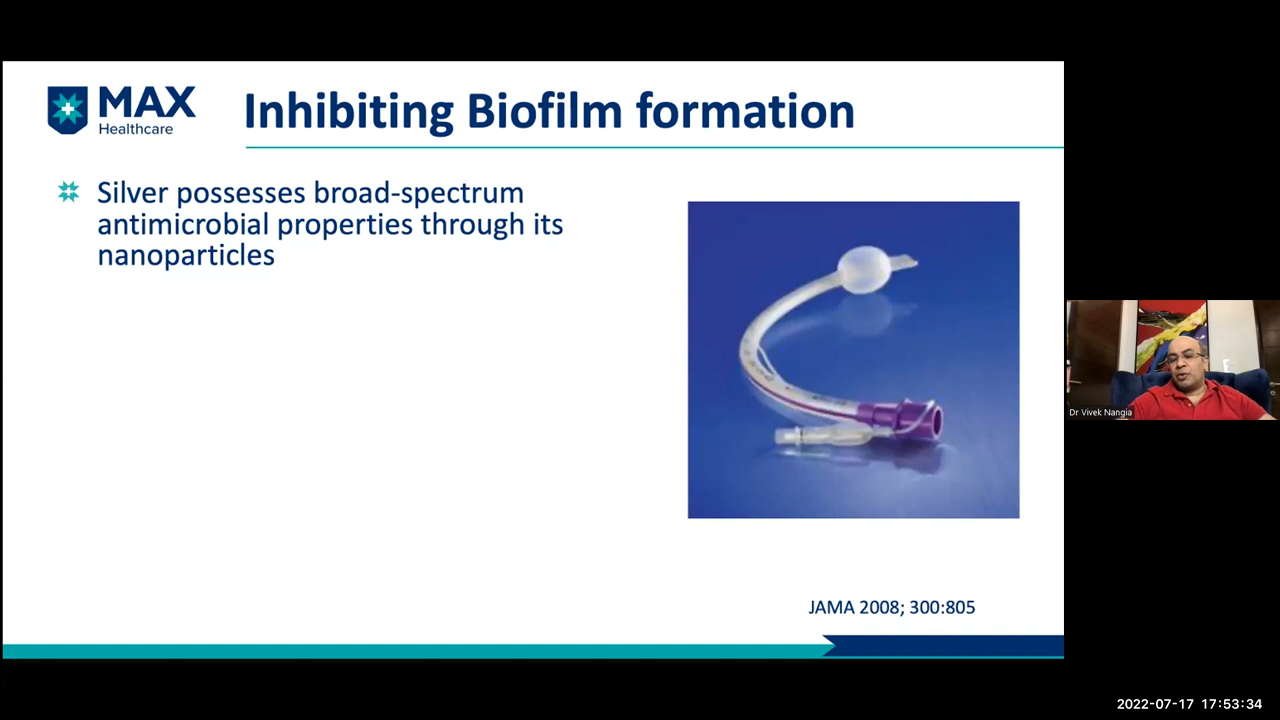 MAX
Healthcare
Inhibiting Biofilm formation
Silver possesses broad-spectrum
antimicrobial properties through its
nanoparticles
JAMA 2008; 300:805
Dr Vivek Nangia
2022-07-17 17:53:34